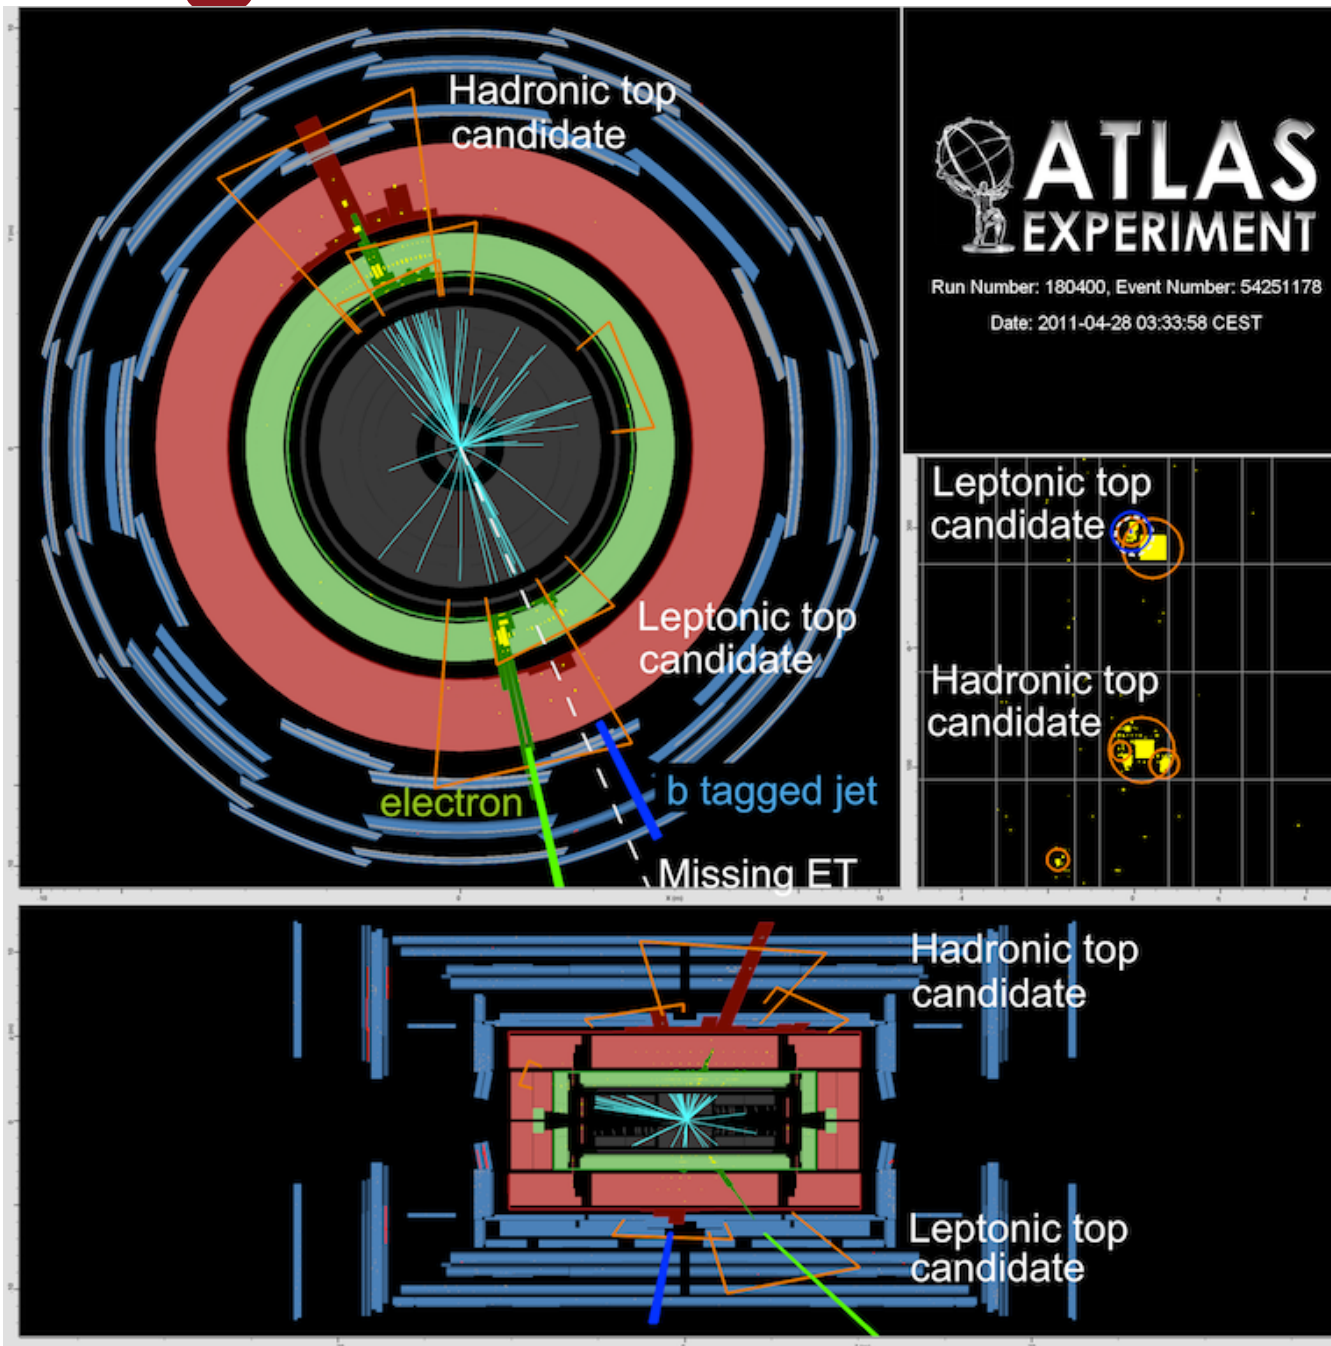 Hadronic top
candidate
Leptonic top
candidate
electron
b tagged jet
Missing ET
ATLAS
EXPERIMENT
Run Number: 180400, Event Number: 54251178
Date: 2011-04-28 03:33:58 CEST
Leptonic top
candidate
Hadronic top
candidate
Hadronic top
candidate
Leptonic top
candidate